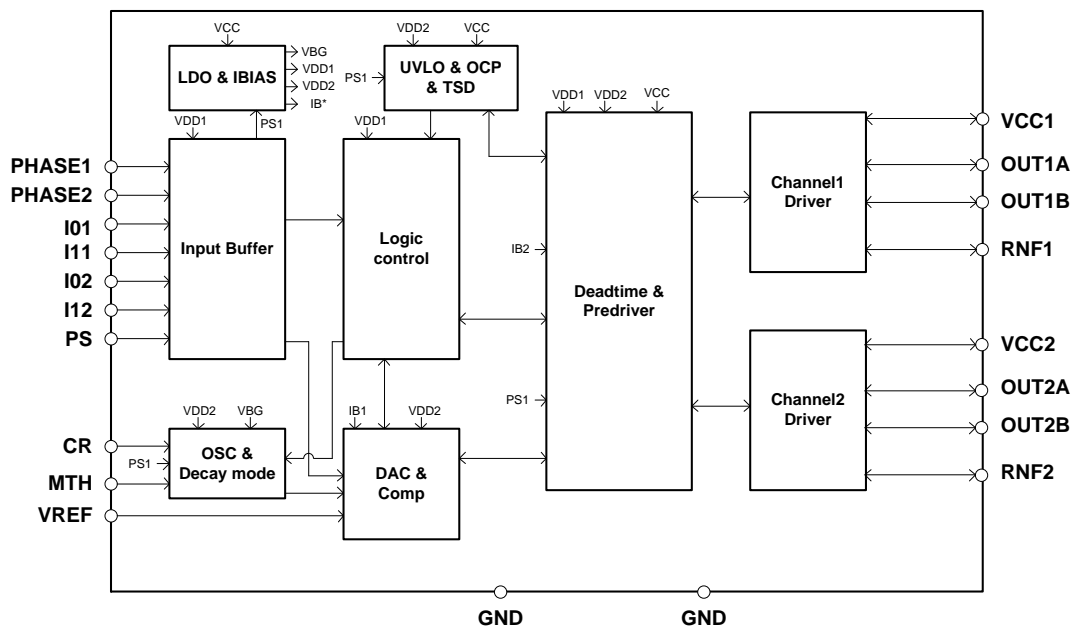 VCC
VBG
VDD1
VDD2
IB*
LDO & IBIAS
PS1
VDD1
VDD2
VCC
PS1
UVLO & OCP
& TSD
VDD1
VDD1
VDD2
VCC
PHASE1
PHASE2
I01
I11
I02
I12
PS
Input Buffer
Logic
control
IB2
PS1
Deadtime &
Predriver
Channel1
Driver
VCC1
OUT1A
OUT1B
RNF1
Channel2
Driver
VCC2
OUT2A
OUT2B
RNF2
VDD2
VBG
CR
PS1
MTH
VREF
OSC &
Decay mode
IB1
VDD2
DAC &
Comp
GND
GND